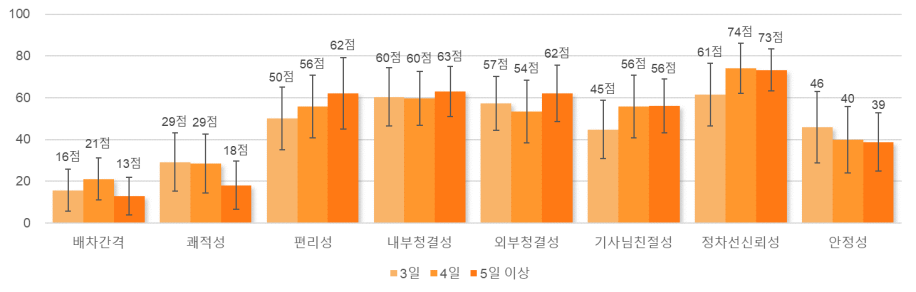 100
80
60
40
20
0
16점 21점 13점
29점 29점 18점
50점 56점 62점
60점 60점 63점
57점 54점 62점
45점 56점 56점
61점 74점 73점
46 40 39
배차간격 쾌적성 편리성 내부청결성 외부청결성 기사님친절성 정차선신뢰성 안정성
3일 4일 5일 이상